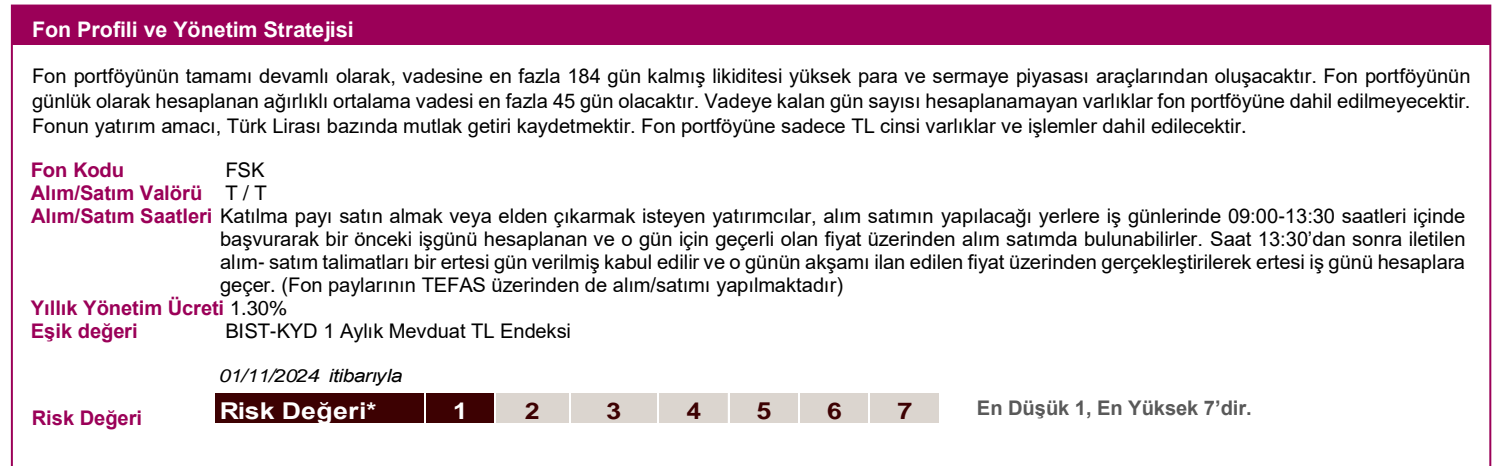 Fon Profili ve Yönetim Stratejisi
Fon portföyünün tamamı devamlı olarak, vadesine en fazla 184 gün kalmış likiditesi yüksek para ve sermaye piyasası araçlarından oluşacaktır. Fon portföyünün
günlük olarak hesaplanan ağırlıklı ortalama vadesi en fazla 45 gün olacaktır. Vadeye kalan gün sayısı hesaplanamayan varlıklar fon portföyüne dahil edilmeyecektir.
Fonun yatırım amacı, Türk Lirası bazında mutlak getiri kaydetmektir. Fon portföyüne sadece TL cinsi varlıklar ve işlemler dahil edilecektir.
Fon Kodu FSK
Alım/Satım Valörü T / T
Alım/Satım Saatleri Katılma payı satın almak veya elden çıkarmak isteyen yatırımcılar, alım satımın yapılacağı yerlere iş günlerinde 09:00-13:30 saatleri içinde
başvurarak bir önceki işgünü hesaplanan ve o gün için geçerli olan fiyat üzerinden alım satımda bulunabilirler. Saat 13:30’dan sonra iletilen
alım- satım talimatları bir ertesi gün verilmiş kabul edilir ve o günün akşamı ilan edilen fiyat üzerinden gerçekleştirilerek ertesi iş günü hesaplara
geçer. (Fon paylarının TEFAS üzerinden de alım/satımı yapılmaktadır)
Yıllık Yönetim Ücreti 1.30%
Eşik değeri BIST-KYD 1 Aylık Mevduat TL Endeksi
01/11/2024 itibarıyla
Risk Değeri Risk Değeri* 1 2 3 4 5 6 7 En Düşük 1, En Yüksek 7’dir.